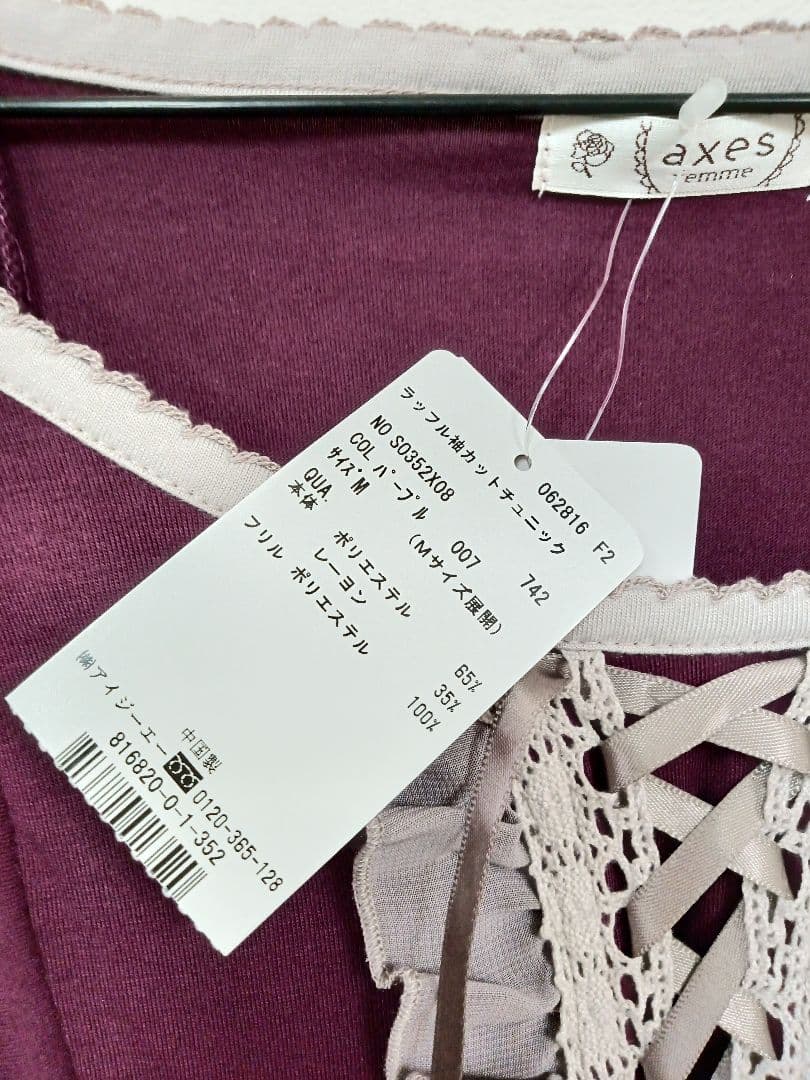 axes
femme
062816 F2
ラッフル袖カットチュニック
NO S0352X08
COL パープル 007 742
サイズ M (Mサイズ展開)
QUA.
本体 ポリエステル 65%
レーヨン 35%
フリル ポリエステル 100%
中国製
㈱アイジーエー 0120-365-128
816820-0-1-352